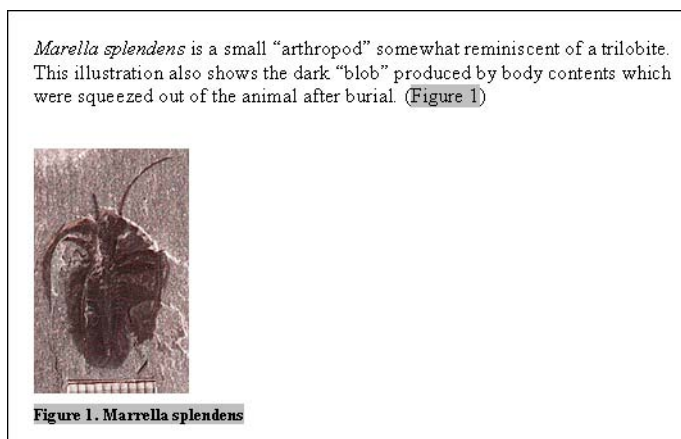 Marella splendens is a small “arthropod” somewhat reminiscent of a trilobite.
This illustration also shows the dark “blob” produced by body contents which
were squeezed out of the animal after burial. (Figure 1)
Figure 1. Marrella splendens